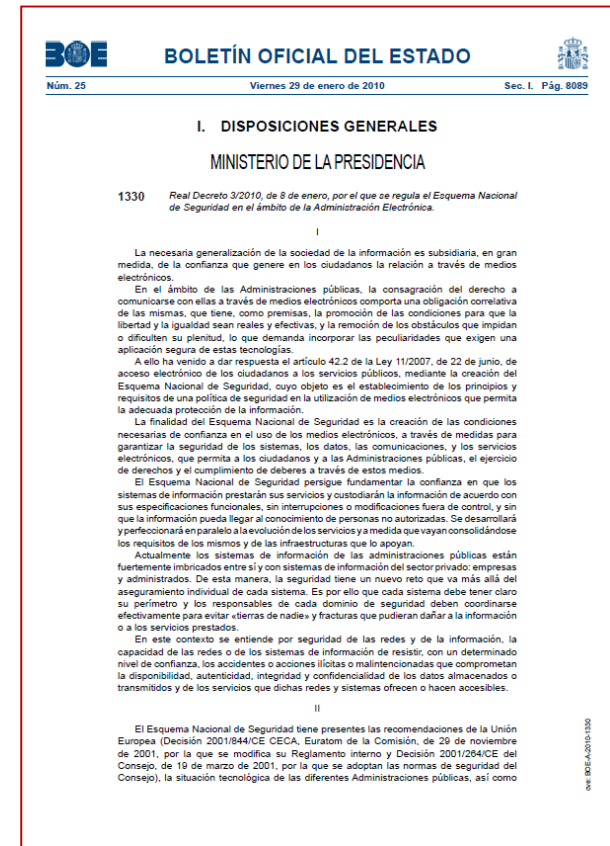 BOE BOLETÍN OFICIAL DEL ESTADO
Núm. 25 Viernes 29 de enero de 2010 Sec. I. Pág. 8089
I. DISPOSICIONES GENERALES
MINISTERIO DE LA PRESIDENCIA
1330 Real Decreto 3/2010, de 8 de enero, por el que se regula el Esquema Nacional
de Seguridad en el ámbito de la Administración Electrónica.
I
La necesaria generalización de la sociedad de la información es subsidiaria, en gran
medida, de la confianza que genere en los ciudadanos la relación a través de medios
electrónicos.
En el ámbito de las Administraciones públicas, la consagración del derecho a
comunicarse con ellas a través de medios electrónicos comporta una obligación correlativa
de las mismas, que tiene, como premisas, la promoción de las condiciones para que la
libertad y la igualdad sean reales y efectivas, y la remoción de los obstáculos que impidan
o dificulten su plenitud, lo que demanda incorporar las peculiaridades que exigen una
aplicación segura de estas tecnologías.
A ello ha venido a dar respuesta el artículo 42.2 de la Ley 11/2007, de 22 de junio, de
acceso electrónico de los ciudadanos a los servicios públicos, mediante la creación del
Esquema Nacional de Seguridad, cuyo objeto es el establecimiento de los principios y
requisitos de una política de seguridad en la utilización de medios electrónicos que permita
la adecuada protección de la información.
La finalidad del Esquema Nacional de Seguridad es la creación de las condiciones
necesarias de confianza en el uso de los medios electrónicos, a través de medidas para
garantizar la seguridad de los sistemas, los datos, las comunicaciones, y los servicios
electrónicos, que permita a los ciudadanos y a las Administraciones públicas, el ejercicio
de derechos y el cumplimiento de deberes a través de estos medios.
El Esquema Nacional de Seguridad persigue fundamentar la confianza en que los
sistemas de información prestarán sus servicios y custodiarán la información de acuerdo con
sus especificaciones funcionales, sin interrupciones o modificaciones fuera de control, y sin
que la información pueda llegar al conocimiento de personas no autorizadas. Se desarrollará
y perfeccionará en paralelo a la evolución de los servicios y a medida que vayan consolidándose
los requisitos de los mismos y de las infraestructuras que lo apoyan.
Actualmente los sistemas de información de las administraciones públicas están
fuertemente imbricados entre sí y con sistemas de información del sector privado: empresas
y administrados. De esta manera, la seguridad tiene un nuevo reto que va más allá del
aseguramiento individual de cada sistema. Es por ello que cada sistema debe tener claro
su perímetro y los responsables de cada dominio de seguridad deben coordinarse
efectivamente para evitar «tierras de nadie» y fracturas que pudieran dañar a la información
o a los servicios prestados.
En este contexto se entiende por seguridad de las redes y de la información, la
capacidad de las redes o de los sistemas de información de resistir, con un determinado
nivel de confianza, los accidentes o acciones ilícitas o malintencionadas que comprometan
la disponibilidad, autenticidad, integridad y confidencialidad de los datos almacenados o
transmitidos y de los servicios que dichas redes y sistemas ofrecen o hacen accesibles.
II
El Esquema Nacional de Seguridad tiene presentes las recomendaciones de la Unión
Europea (Decisión 2001/844/CE CECA, Euratom de la Comisión, de 29 de noviembre
de 2001, por la que se modifica su Reglamento interno y Decisión 2001/264/CE del
Consejo, de 19 de marzo de 2001, por la que se adoptan las normas de seguridad del
Consejo), la situación tecnológica de las diferentes Administraciones públicas, así como
cve: BOE-A-2010-1330